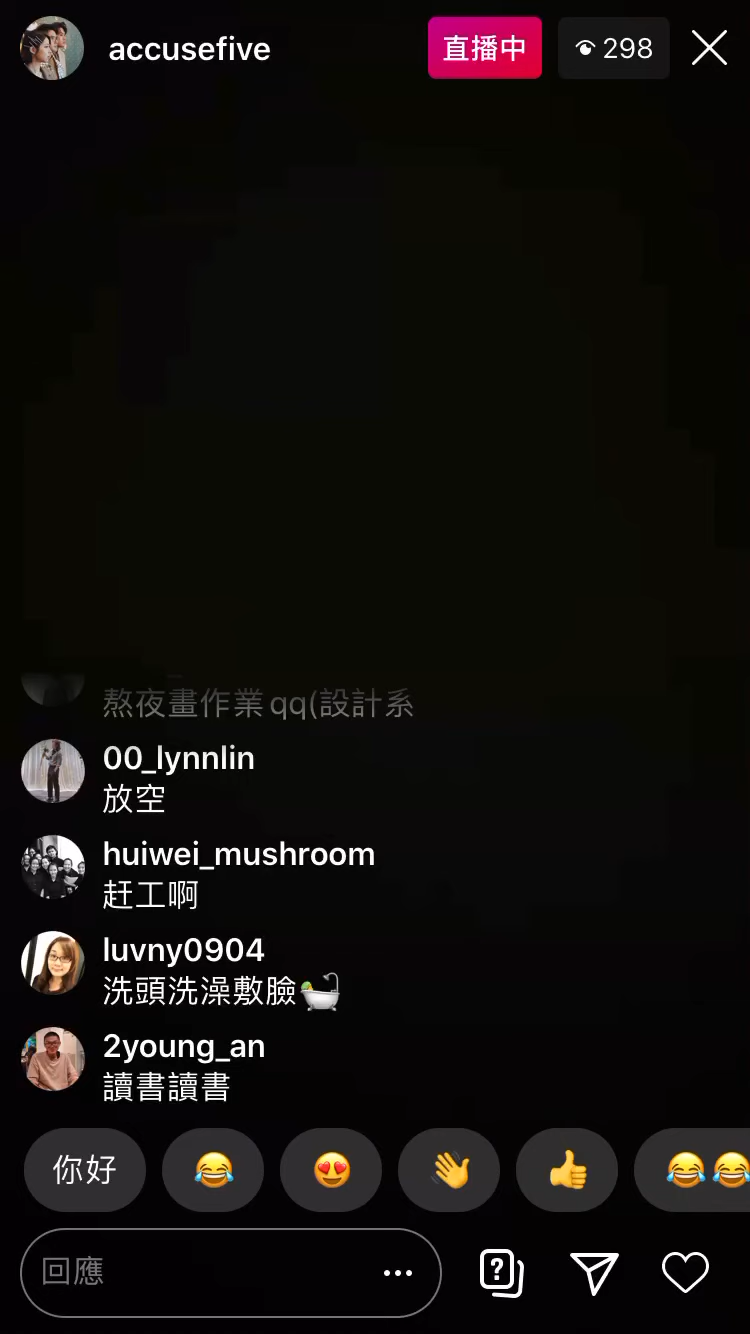 accusefive
直播中
298
熬夜畫作業qq(設計系
00_lynnlin
放空
huiwei_mushroom
赶工啊
luvny0904
洗頭洗澡敷臉🛀
2young_an
讀書讀書
你好
回應